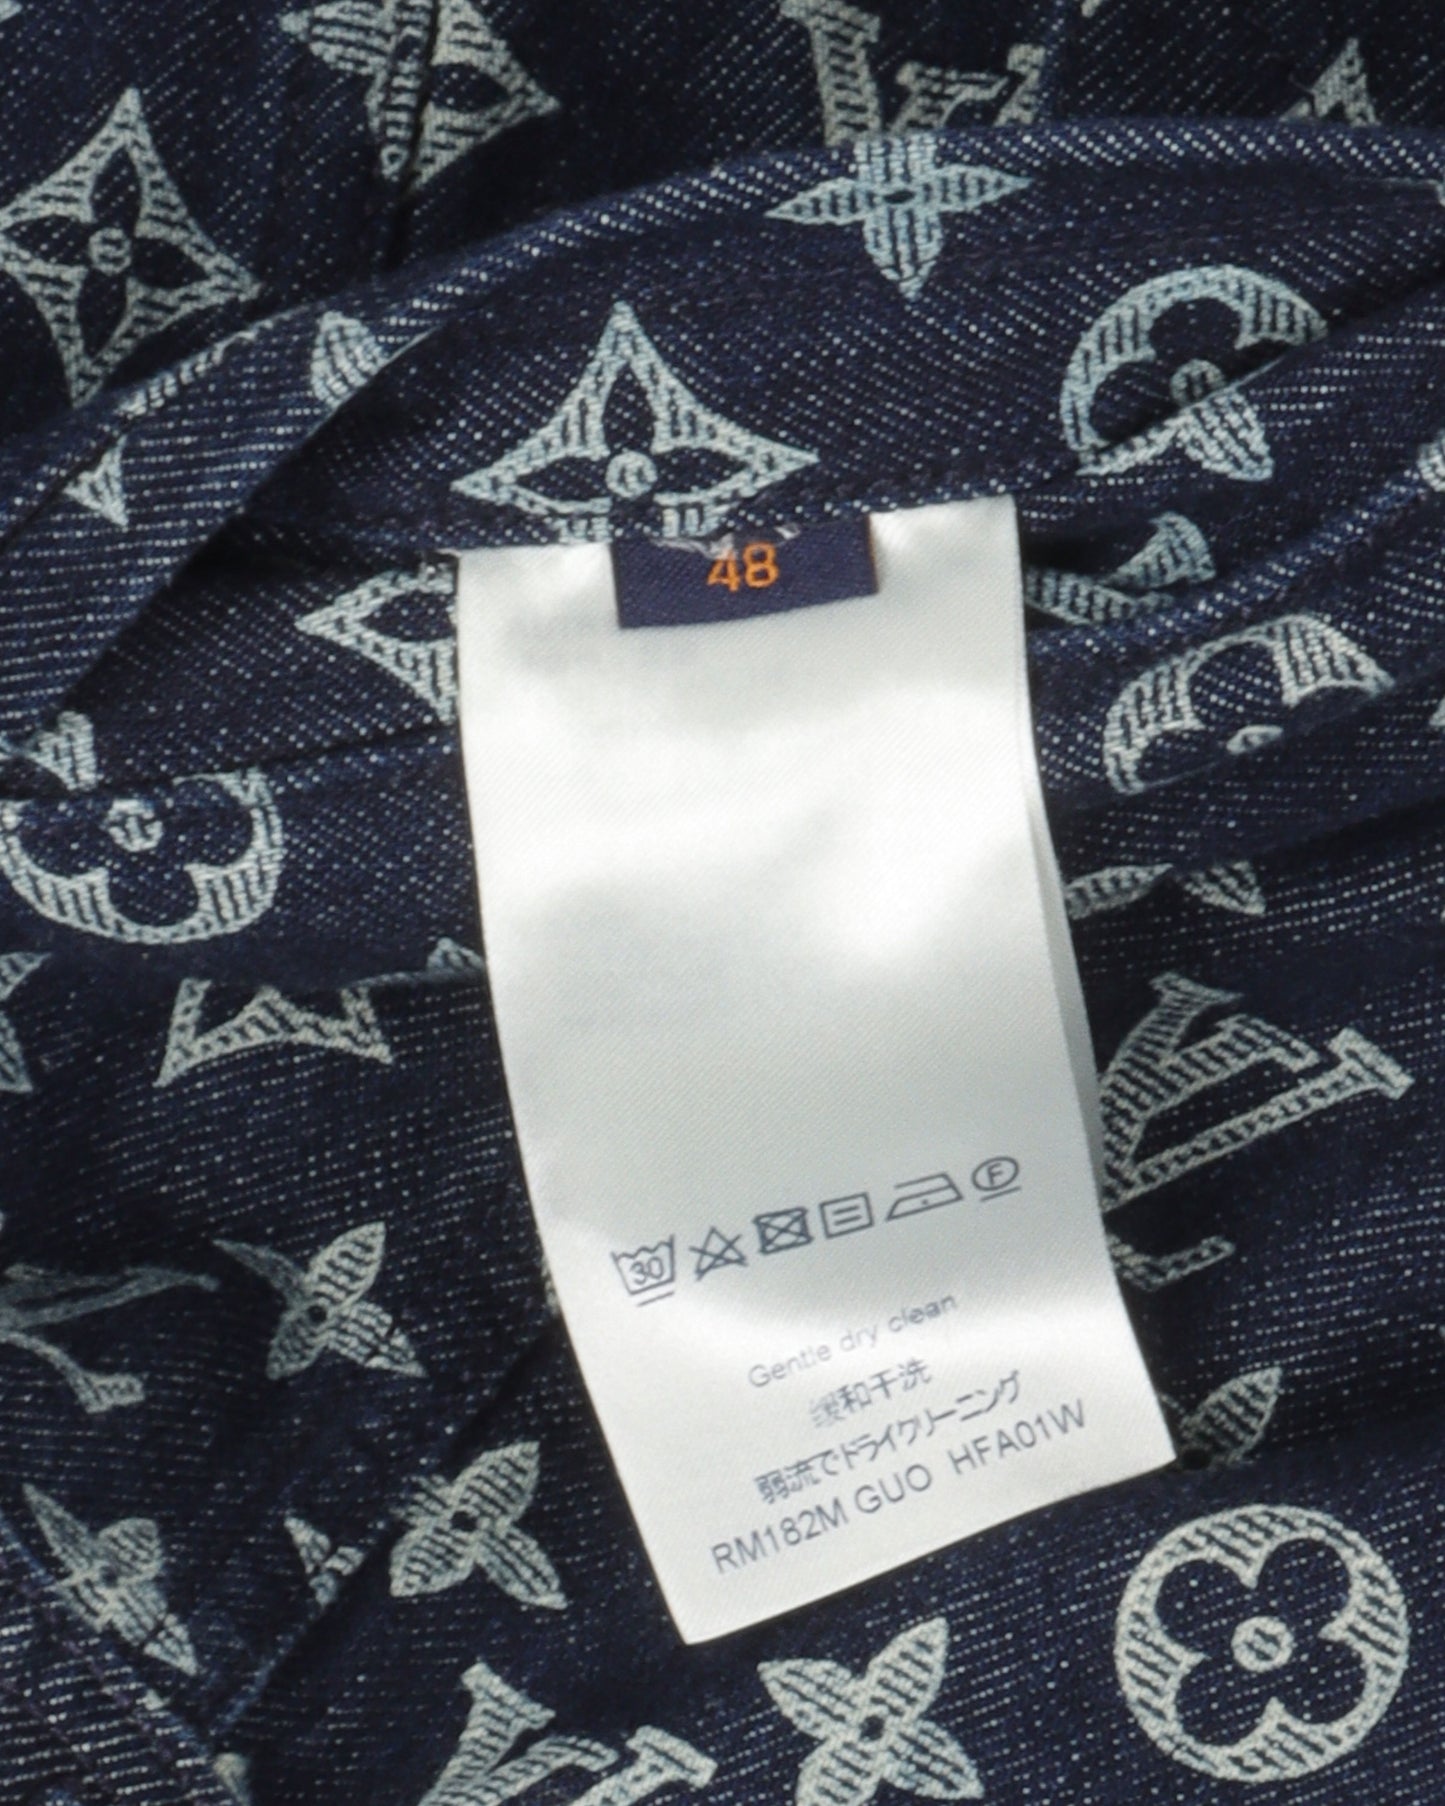 48
30
F
Gentle dry clean
缓和干洗
弱流でドライクリーニング
RM182M GUO HFA01W